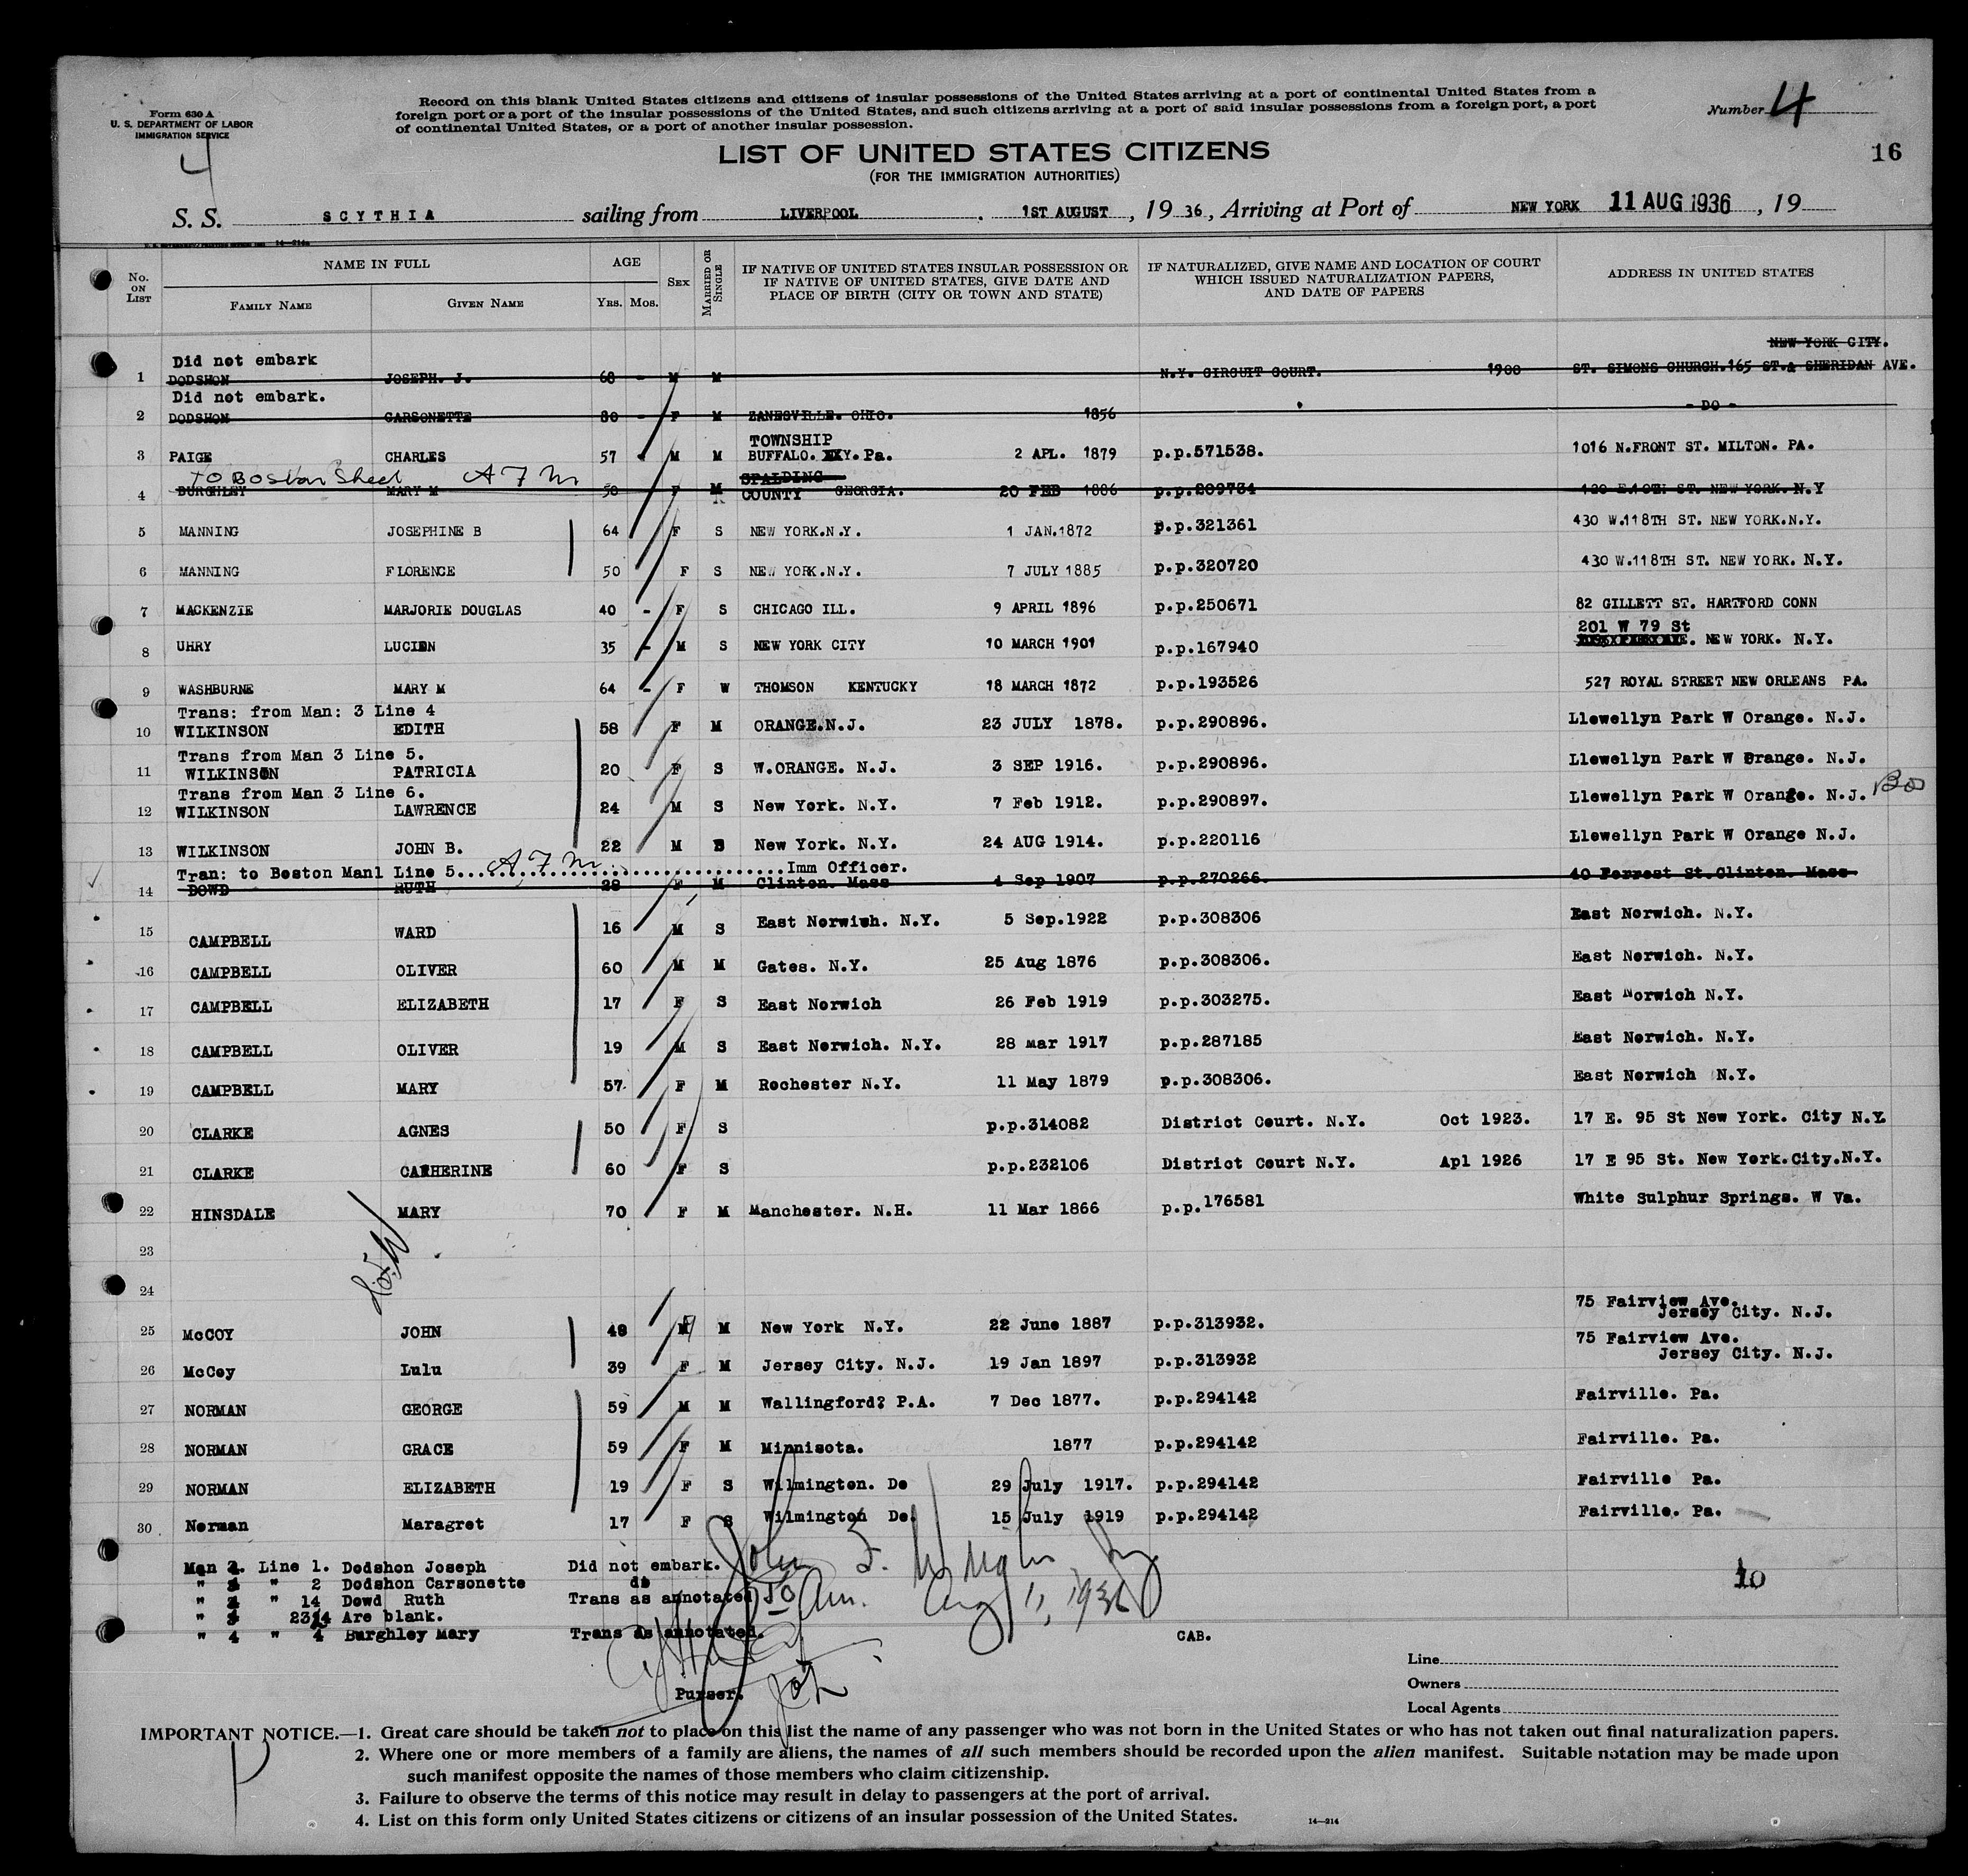 Form 630 A
U. S. DEPARTMENT OF LABOR
IMMIGRATION SERVICE
4
Record on this blank United States citizens and citizens of insular possessions of the United States arriving at a port of continental United States from a
foreign port or a port of the insular possessions of the United States, and such citizens arriving at a port of said insular possessions from a foreign port, a port
of continental United States, or a port of another insular possession.
Number 4
16
LIST OF UNITED STATES CITIZENS
(FOR THE IMMIGRATION AUTHORITIES)
S. S. SCYTHIA sailing from LIVERPOOL . 1ST AUGUST , 19 36 , Arriving at Port of NEW YORK 11 AUG 1936 , 19
No. ON LIST NAME IN FULL AGE SEX MARRIED OR SINGLE IF NATIVE OF UNITED STATES INSULAR POSSESSION OR IF NATIVE OF UNITED STATES, GIVE DATE AND PLACE OF BIRTH (CITY OR TOWN AND STATE) IF NATURALIZED, GIVE NAME AND LOCATION OF COURT WHICH ISSUED NATURALIZATION PAPERS, AND DATE OF PAPERS ADDRESS IN UNITED STATES
FAMILY NAME GIVEN NAME YRS. MOS.
NEW YORK CITY.
Did not embark
1 DODSHON JOSEPH. J. 68 - M M N.Y. CIRCUIT COURT. 1900 ST. SIMONS CHURCH.165 ST.& SHERIDAN AVE.
Did not embark.
2 DODSHON CARSONETTE 80 - F M ZANESVILLE. OHIO. 1856 - DO -
TOWNSHIP
3 PAIGE CHARLES 57 M M BUFFALO. Pa. 2 APL. 1879 p.p.571538. 1016 N.FRONT ST. MILTON. PA.
TO BOSTON Sheet A F M SPALDING
4 BURGHLEY MARY M 50 F M COUNTY GEORGIA. 20 FEB 1886 p.p.209734 120 E.10TH ST. NEW YORK. N.Y
5 MANNING JOSEPHINE B 64 F S NEW YORK.N.Y. 1 JAN.1872 p.p.321361 430 W.118TH ST. NEW YORK.N.Y.
6 MANNING FLORENCE 50 F S NEW YORK.N.Y. 7 JULY 1885 p.p.320720 430 W.118TH ST. NEW YORK. N.Y.
7 MACKENZIE MARJORIE DOUGLAS 40 - F S CHICAGO ILL. 9 APRIL 1896 p.p.250671 82 GILLETT ST. HARTFORD CONN
201 W 79 St
8 UHRY LUCIEN 35 - M S NEW YORK CITY 10 MARCH 1901 p.p.167940 NEW YORK. N.Y.
9 WASHBURNE MARY M 64 - F W THOMSON KENTUCKY 18 MARCH 1872 p.p.193526 527 ROYAL STREET NEW ORLEANS PA.
Trans: from Man: 3 Line 4
10 WILKINSON EDITH 58 F M ORANGE.N.J. 23 JULY 1878. p.p.290896. Llewellyn Park W Orange. N.J.
Trans from Man 3 Line 5.
11 WILKINSON PATRICIA 20 F S W.ORANGE. N.J. 3 SEP 1916. p.p.290896. Llewellyn Park W Orange. N.J.
Trans from Man 3 Line 6.
12 WILKINSON LAWRENCE 24 M S New York. N.Y. 7 Feb 1912. p.p.290897. Llewellyn Park W Orange. N.J.
13 WILKINSON JOHN B. 22 M S New York. N.Y. 24 AUG 1914. p.p.220116 Llewellyn Park W Orange N.J.
Tran: to Boston Man1 Line 5 A F M Imm Officer.
14 DOWD RUTH 28 F M Clinton. Mass 4 Sep 1907 p.p.270266. 40 Forrest St.Clinton. Mass
15 CAMPBELL WARD 16 M S East Norwich. N.Y. 5 Sep.1922 p.p.308306 East Norwich. N.Y.
16 CAMPBELL OLIVER 60 M M Gates. N.Y. 25 Aug 1876 p.p.308306. East Norwich. N.Y.
17 CAMPBELL ELIZABETH 17 F S East Norwich 26 Feb 1919 p.p.303275. East Norwich N.Y.
18 CAMPBELL OLIVER 19 M S East Norwich. N.Y. 28 mar 1917 p.p.287185 East Norwich. N.Y.
19 CAMPBELL MARY 57 F M Rochester N.Y. 11 May 1879 p.p.308306. East Norwich N.Y.
20 CLARKE AGNES 50 F S p.p.314082 District Court. N.Y. Oct 1923. 17 E. 95 St New York. City N.Y.
21 CLARKE CATHERINE 60 F S p.p.232106 District Court N.Y. Apl 1926 17 E 95 St. New York.City.N.Y.
22 HINSDALE MARY 70 F M Manchester. N.H. 11 Mar 1866 p.p.176581 White Sulphur Springs. W Va.
23
24
75 Fairview Ave.
25 McCOY JOHN 48 M M New York N.Y. 22 June 1887 p.p.313932. Jersey City. N.J.
75 Fairview Ave.
26 McCoy Lulu 39 F M Jersey City. N.J. 19 Jan 1897 p.p.313932 Jersey City. N.J.
27 NORMAN GEORGE 59 M M Wallingford? P.A. 7 Dec 1877. p.p.294142 Fairville. Pa.
28 NORMAN GRACE 59 F M Minnisota. 1877 p.p.294142 Fairville. Pa.
29 NORMAN ELIZABETH 19 F S Wilmington. De 29 July 1917. p.p.294142 Fairville Pa.
30 Norman Maragret 17 F S Wilmington De. 15 July 1919 p.p.294142 Fairville. Pa.
Man 4. Line 1. Dodshon Joseph Did not embark.
" 4 " 2 Dodshon Carsonette do
" 4 " 14 Dowd Ruth Trans as annotated
" 4 Are blank.
" 4 " 4 Burghley Mary Trans as annotated.
Aug 11, 1936
10
CAB.
Purser.
Line
Owners
Local Agents
IMPORTANT NOTICE.—1. Great care should be taken not to place on this list the name of any passenger who was not born in the United States or who has not taken out final naturalization papers.
2. Where one or more members of a family are aliens, the names of all such members should be recorded upon the alien manifest. Suitable notation may be made upon
such manifest opposite the names of those members who claim citizenship.
3. Failure to observe the terms of this notice may result in delay to passengers at the port of arrival.
4. List on this form only United States citizens or citizens of an insular possession of the United States.
14—214